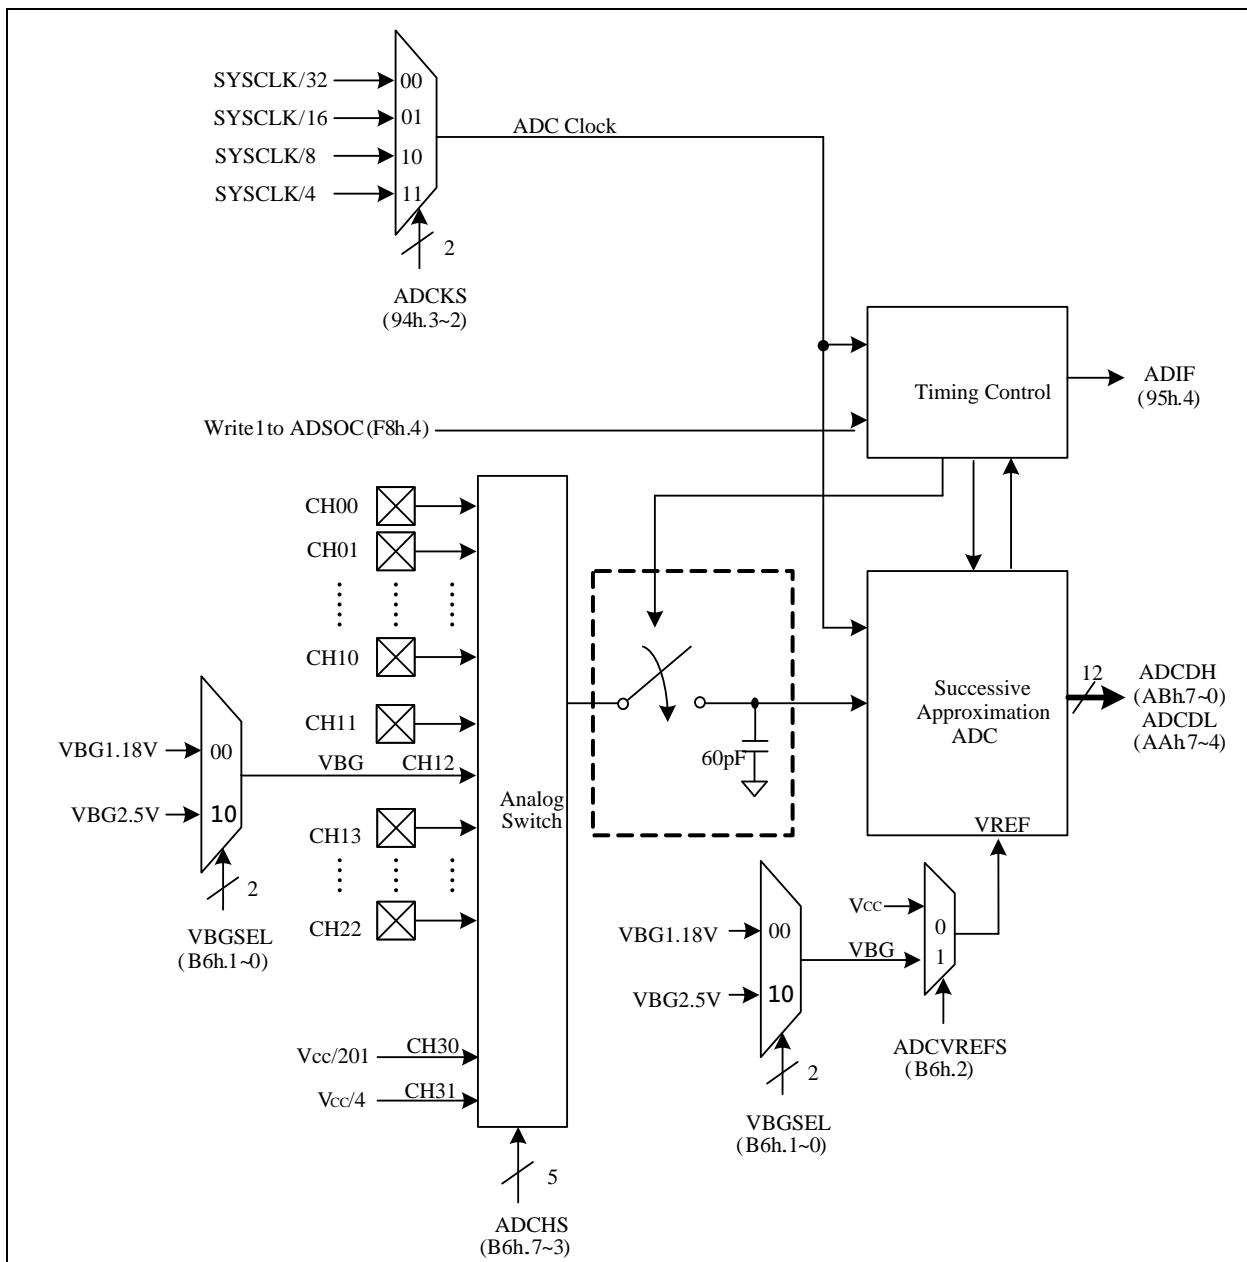 SYSCLK/32
00
SYSCLK/16
01
ADC Clock
SYSCLK/8
10
SYSCLK/4
11
2
ADCKS
(94h.3~2)
Timing Control
ADIF
(95h.4)
Write1to ADSOC(F8h.4)
CH00
CH01
CH10
CH11
VBG1.18V
00
VBG
CH12
VBG2.5V
10
CH13
2
VBGSEL
(B6h.1~0)
CH22
Vcc/201
CH30
Vcc/4
CH31
Analog
Switch
5
ADCHS
(B6h.7~3)
60pF
Successive
Approximation
ADC
VREF
12
ADCDH
(ABh.7~0)
ADCDL
(AAh.7~4)
VBG1.18V
00
VBG2.5V
10
VBG
2
VBGSEL
(B6h.1~0)
Vcc
0
1
ADCVREFS
(B6h.2)